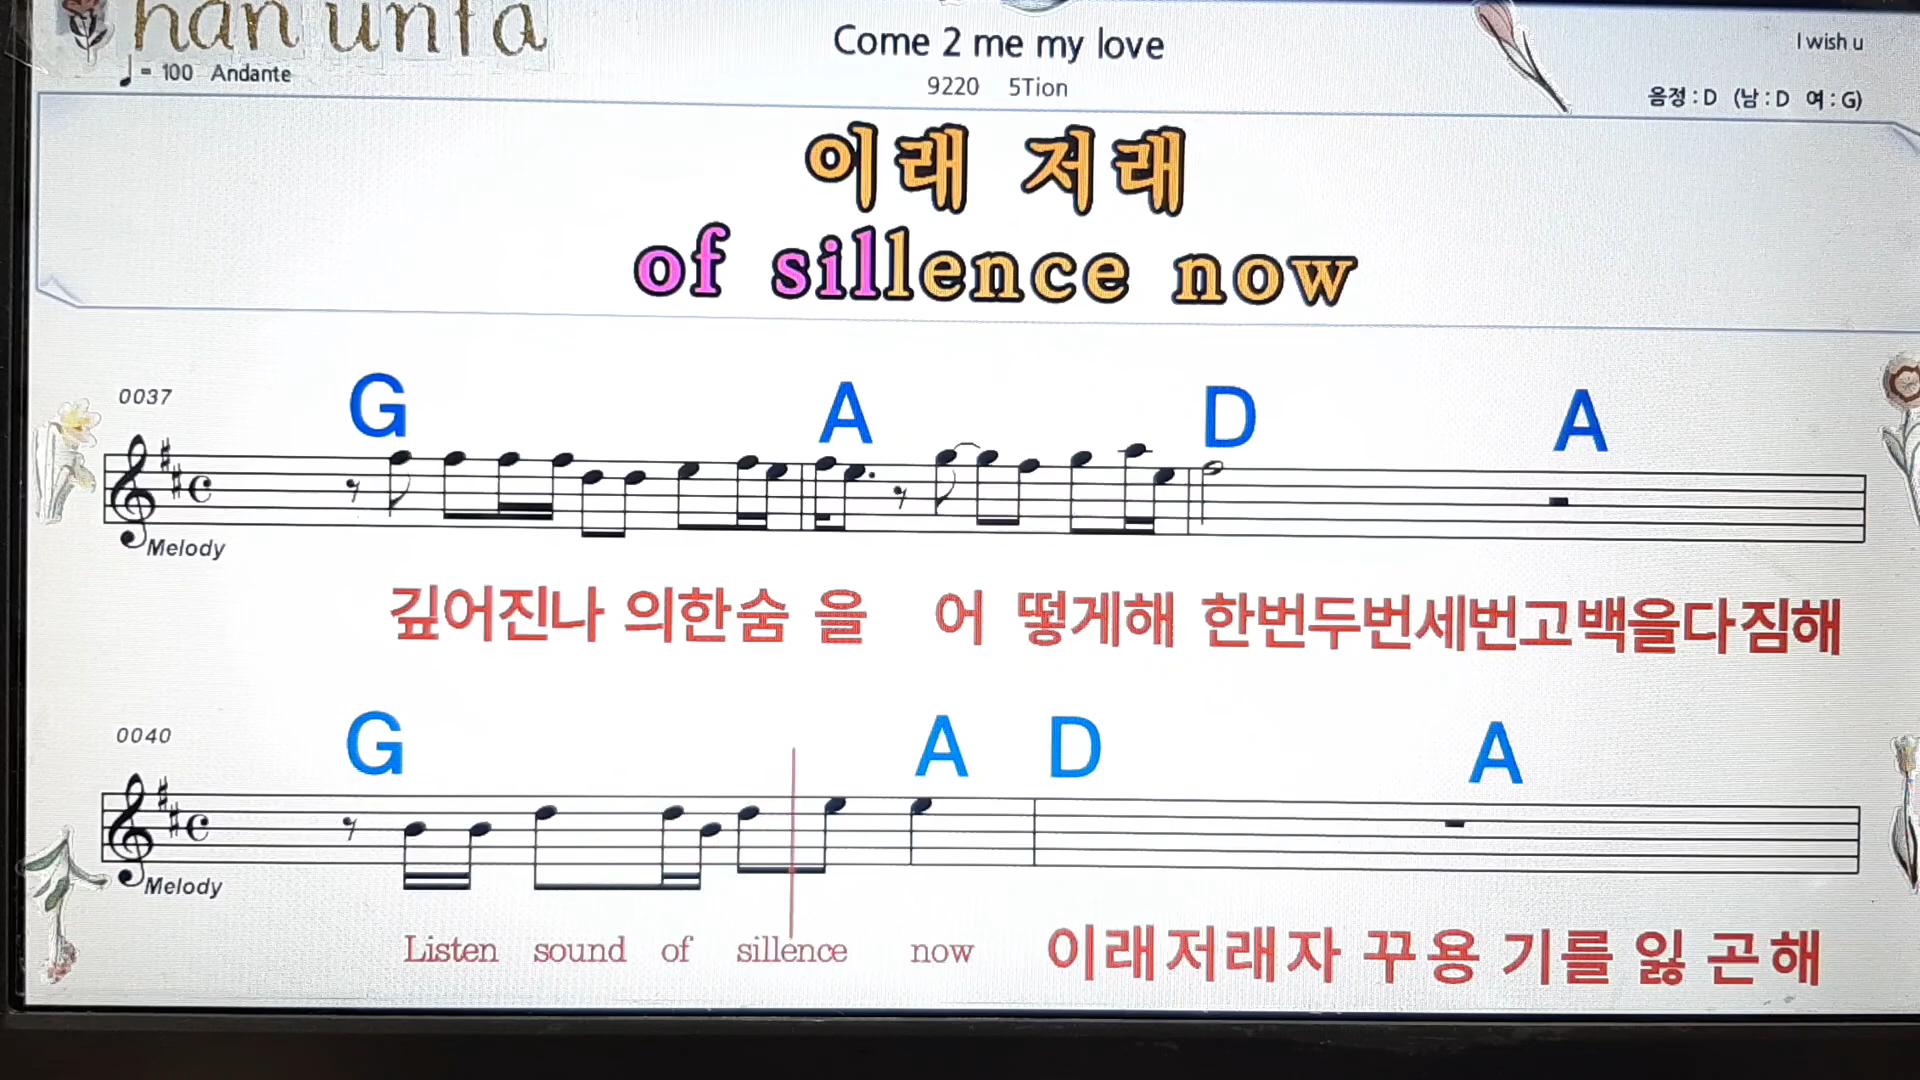 han unta
♩= 100 Andante
Come 2 me my love
9220 5Tion
I wish u
음정 : D (남 : D 여 : G)
이래 저래
of sillence now
0037
G A D A
Melody
깊어진나 의한숨 을 어 떻게해 한번두번세번고백을다짐해
0040
G A D A
Melody
Listen sound of sillence now 이래저래자 꾸용 기를 잃 곤해